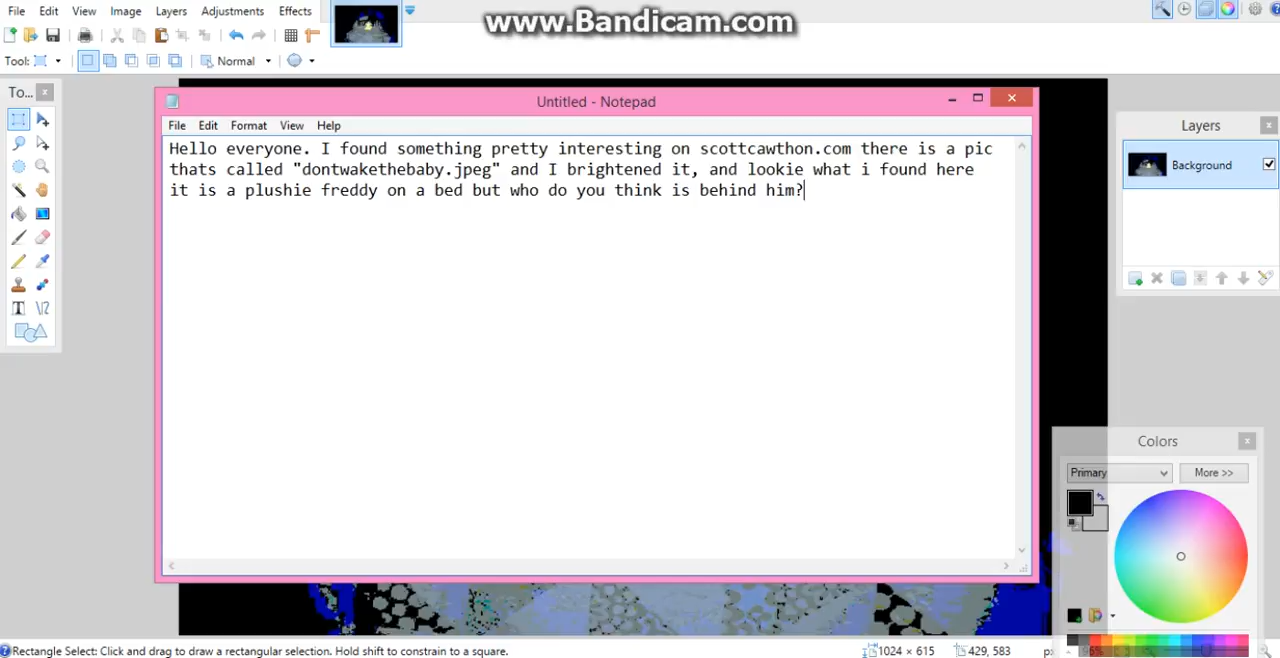 File Edit View Image Layers Adjustments Effects
www.Bandicam.com
Tool: Normal
To...
Untitled - Notepad
File Edit Format View Help
Hello everyone. I found something pretty interesting on scottcawthon.com there is a pic
thats called "dontwakethebaby.jpeg" and I brightened it, and lookie what i found here
it is a plushie freddy on a bed but who do you think is behind him?
Layers
Background
Colors
Primary More >>
Rectangle Select: Click and drag to draw a rectangular selection. Hold shift to constrain to a square.
1024 × 615 429, 583 96%